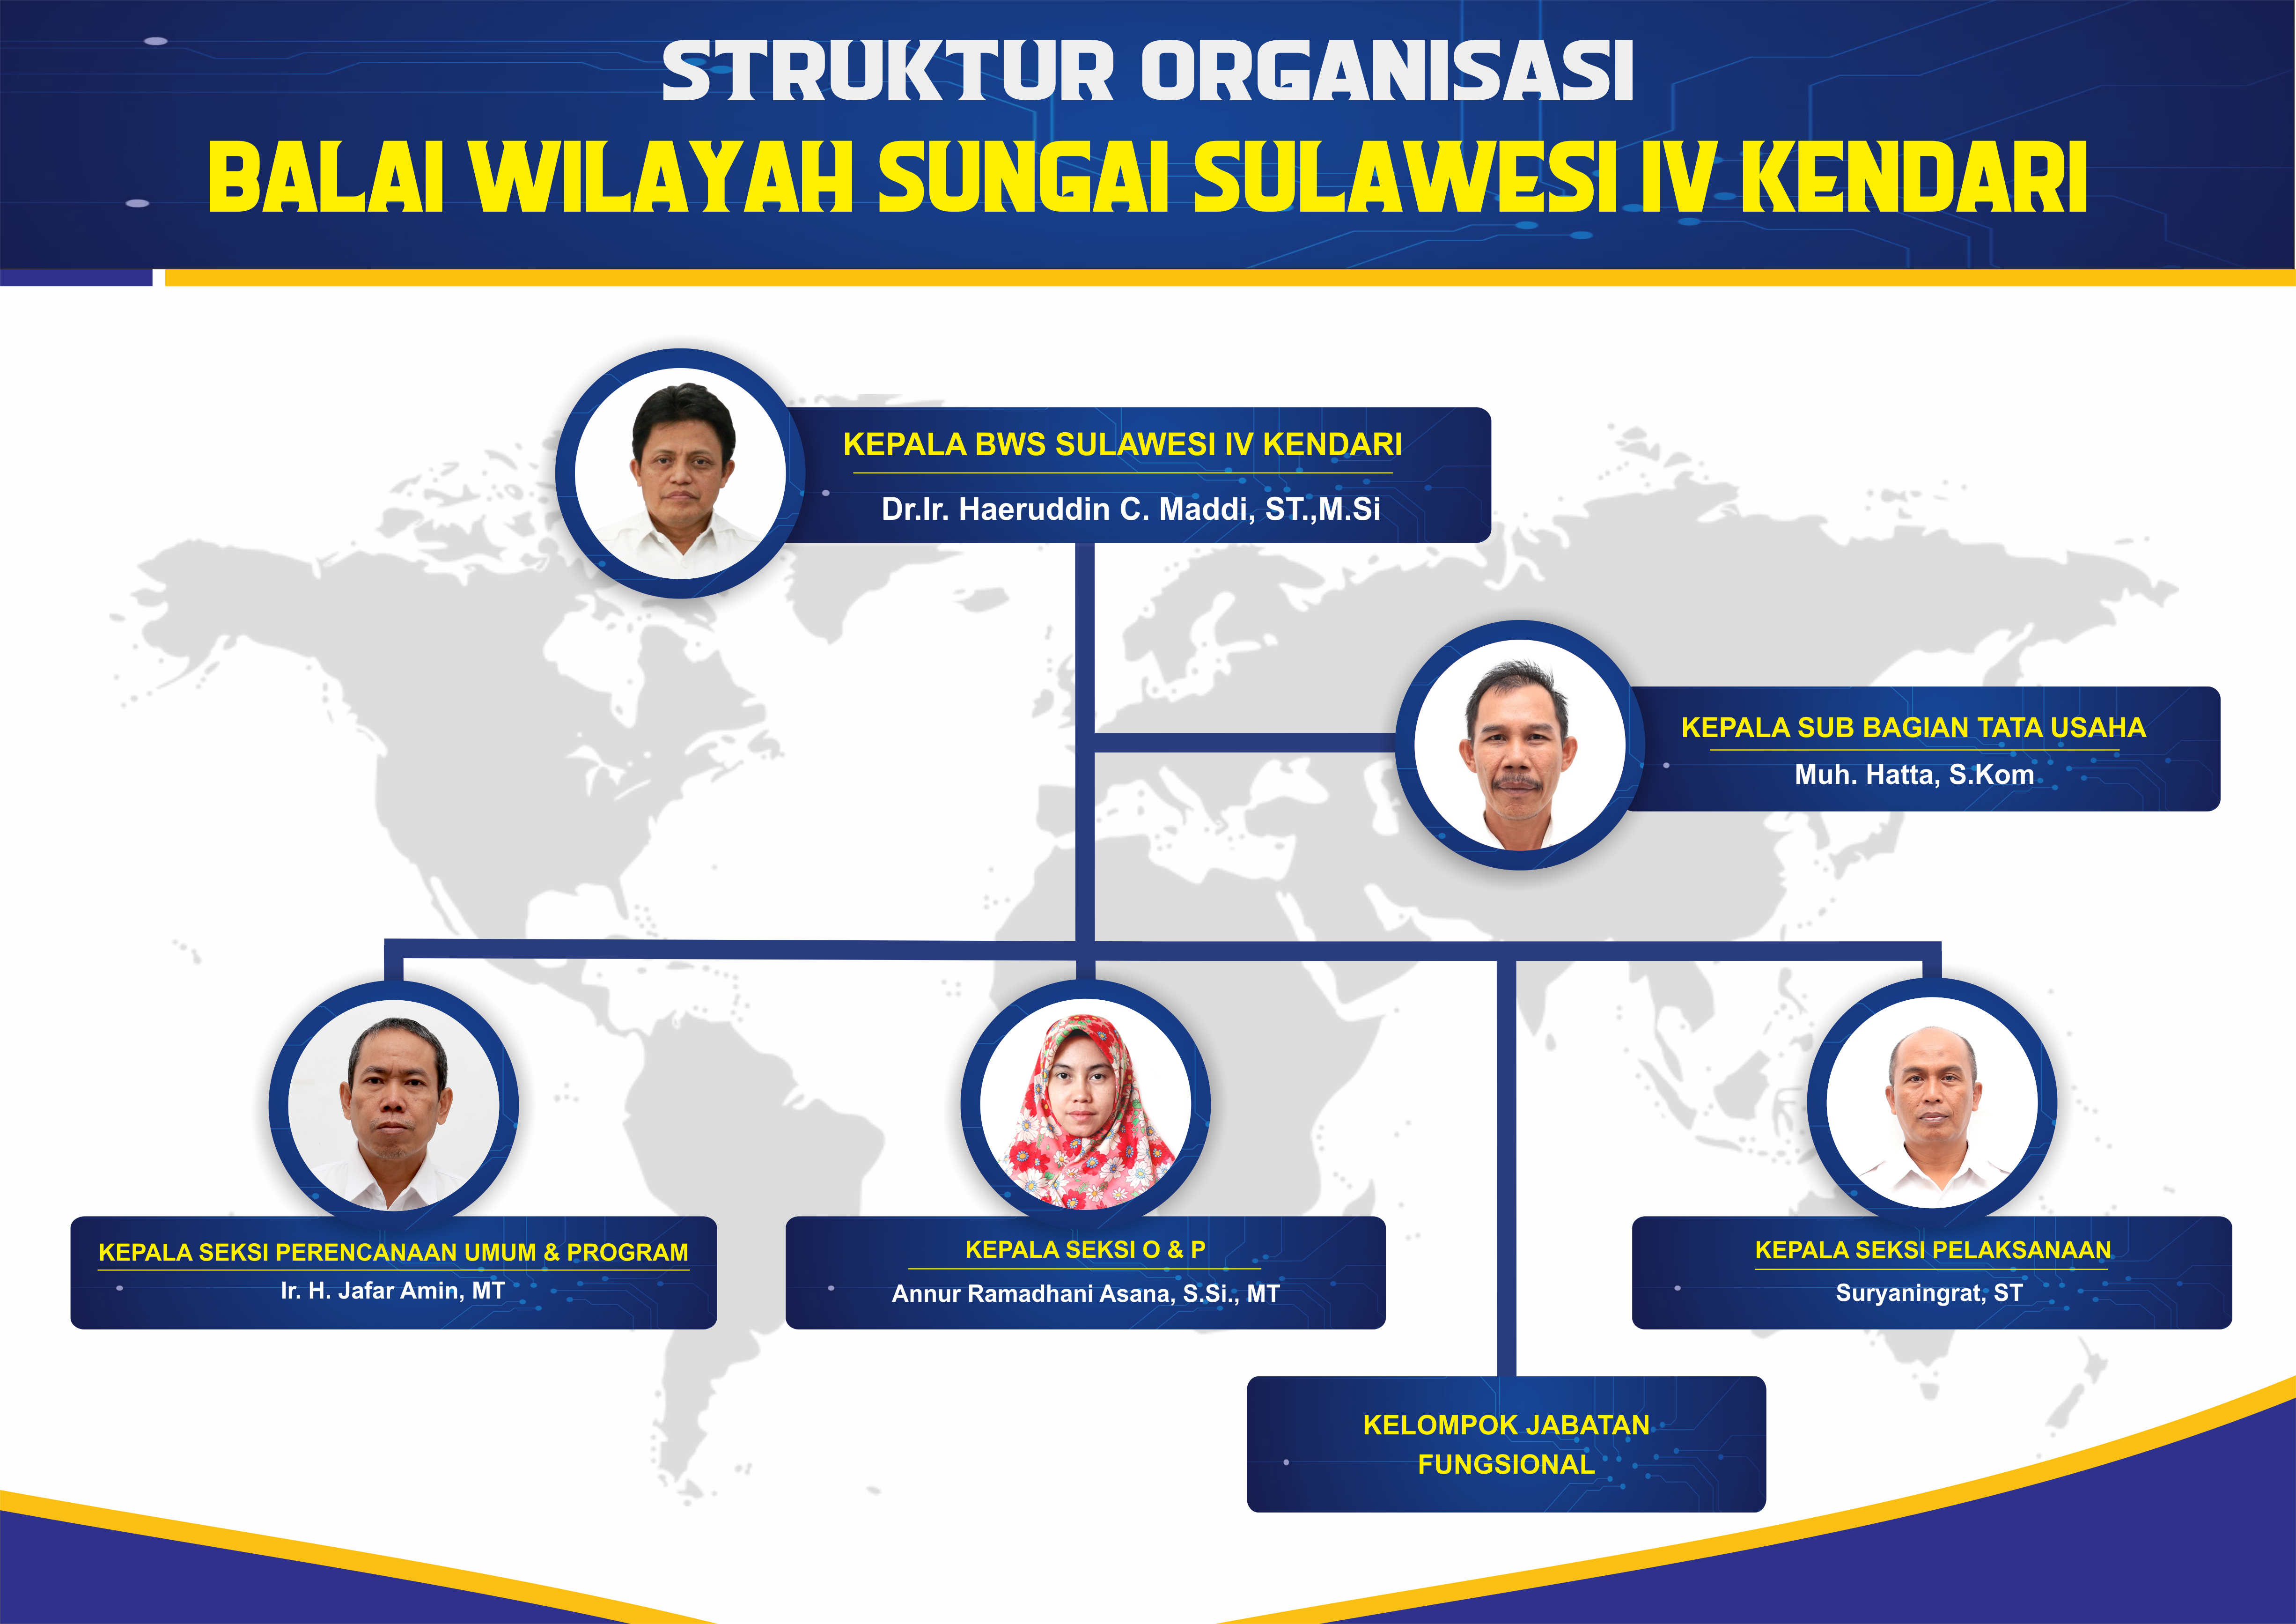 STRUKTUR ORGANISASI
BALAI WILAYAH SUNGAI SULAWESI IV KENDARI
KEPALA BWS SULAWESI IV KENDARI
Dr.Ir. Haeruddin C. Maddi, ST.,M.Si
KEPALA SUB BAGIAN TATA USAHA
Muh. Hatta, S.Kom
KEPALA SEKSI PERENCANAAN UMUM & PROGRAM
Ir. H. Jafar Amin, MT
KEPALA SEKSI O & P
Annur Ramadhani Asana, S.Si., MT
KEPALA SEKSI PELAKSANAAN
Suryaningrat, ST
KELOMPOK JABATAN
FUNGSIONAL